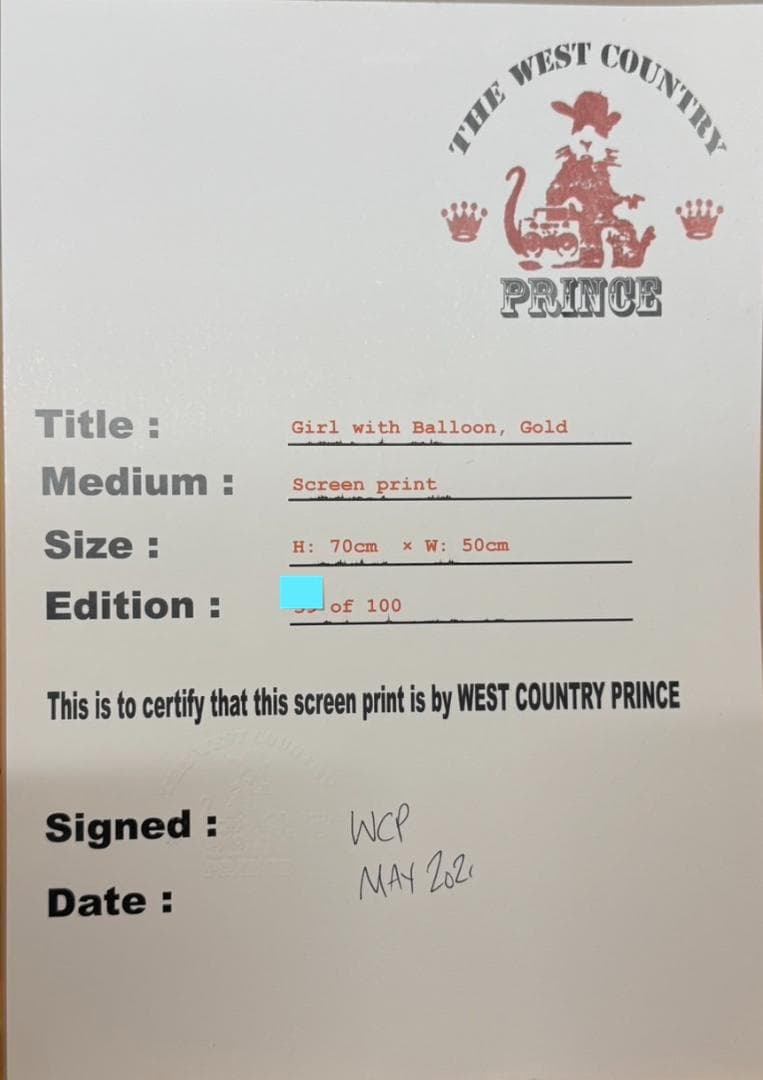 THE WEST COUNTRY
PRINCE
Title : Girl with Balloon, Gold
Medium : Screen print
Size : H: 70cm × W: 50cm
Edition : of 100
This is to certify that this screen print is by WEST COUNTRY PRINCE
Signed : WCP
Date : MAY 2021